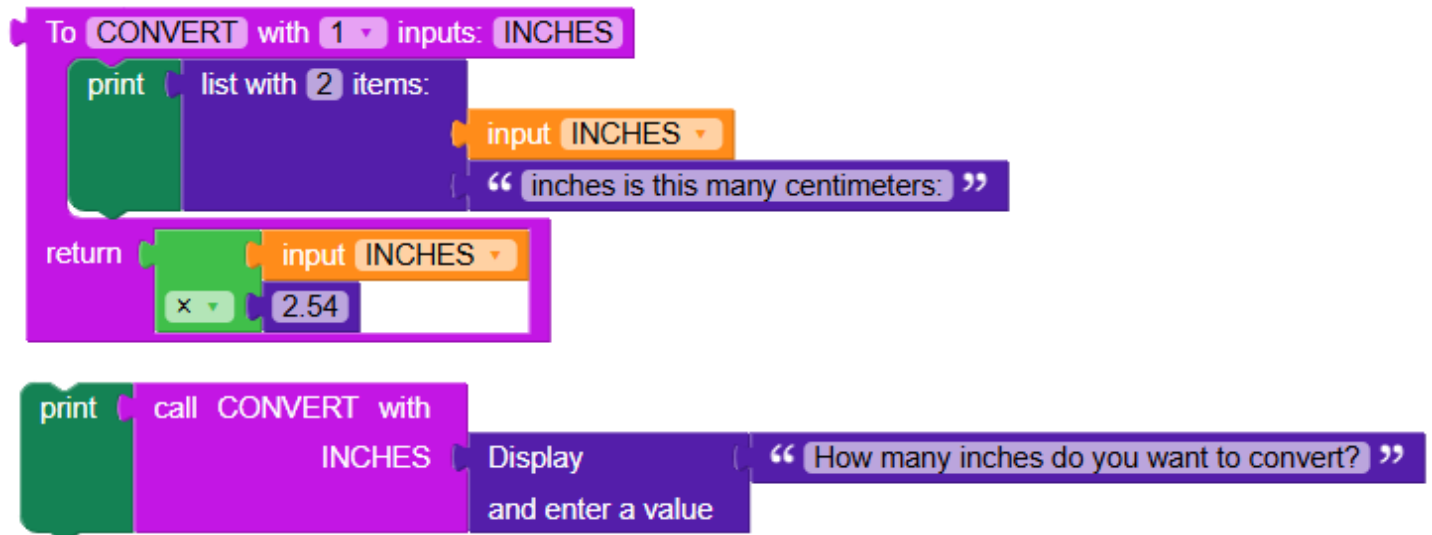 To CONVERT with 1 inputs: INCHES
print list with 2 items:
input INCHES
“ inches is this many centimeters: ”
return input INCHES
× 2.54
print call CONVERT with
INCHES Display “ How many inches do you want to convert? ”
and enter a value